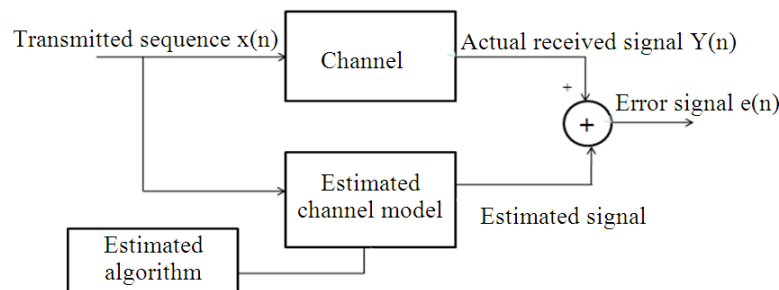 Transmitted sequence x(n)
Channel
Actual received signal Y(n)
+
+
Error signal e(n)
Estimated
channel model
Estimated signal
Estimated
algorithm